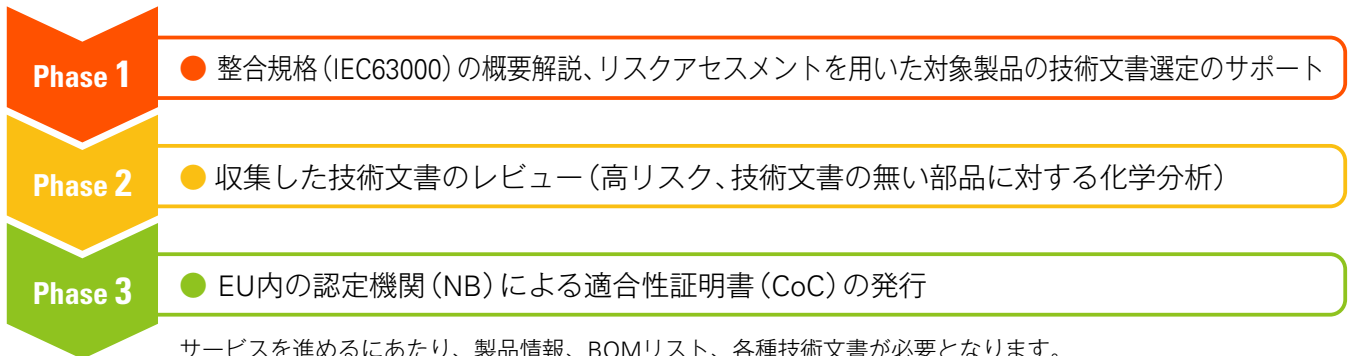 Phase 1
● 整合規格(IEC63000)の概要解説、リスクアセスメントを用いた対象製品の技術文書選定のサポート
Phase 2
● 収集した技術文書のレビュー(高リスク、技術文書の無い部品に対する化学分析)
Phase 3
● EU内の認定機関(NB)による適合性証明書(CoC)の発行
サービスを進めるにあたり、製品情報、BOMリスト、各種技術文書が必要となります。